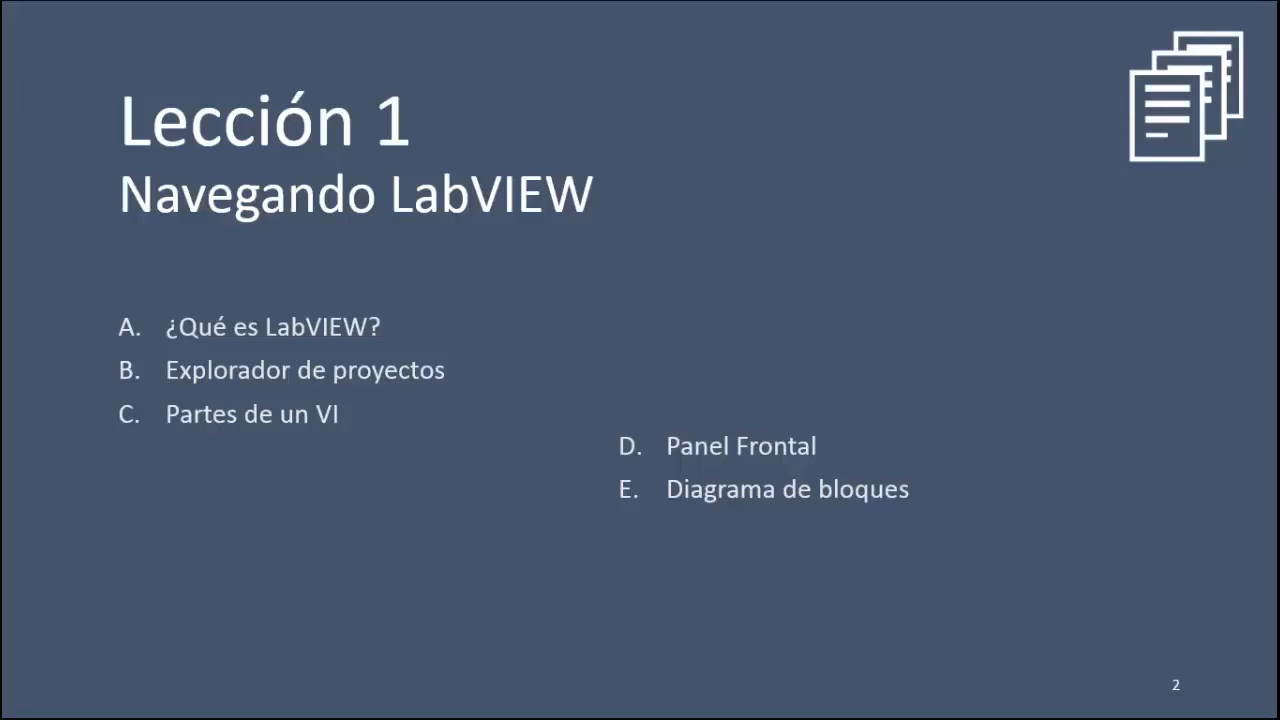 Lección 1
Navegando LabVIEW
A. ¿Qué es LabVIEW?
B. Explorador de proyectos
C. Partes de un VI
D. Panel Frontal
E. Diagrama de bloques
2